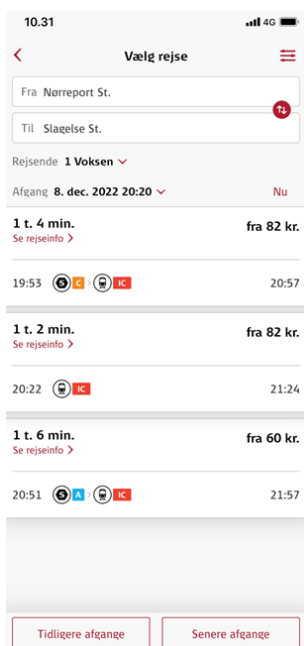 10.31 4G
Vælg rejse
Fra Nørreport St.
Til Slagelse St.
Rejsende 1 Voksen
Afgang 8. dec. 2022 20:20 Nu
1 t. 4 min. fra 82 kr.
Se rejseinfo
19:53 S C IC 20:57
1 t. 2 min. fra 82 kr.
Se rejseinfo
20:22 IC 21:24
1 t. 6 min. fra 60 kr.
Se rejseinfo
20:51 S A IC 21:57
Tidligere afgange Senere afgange